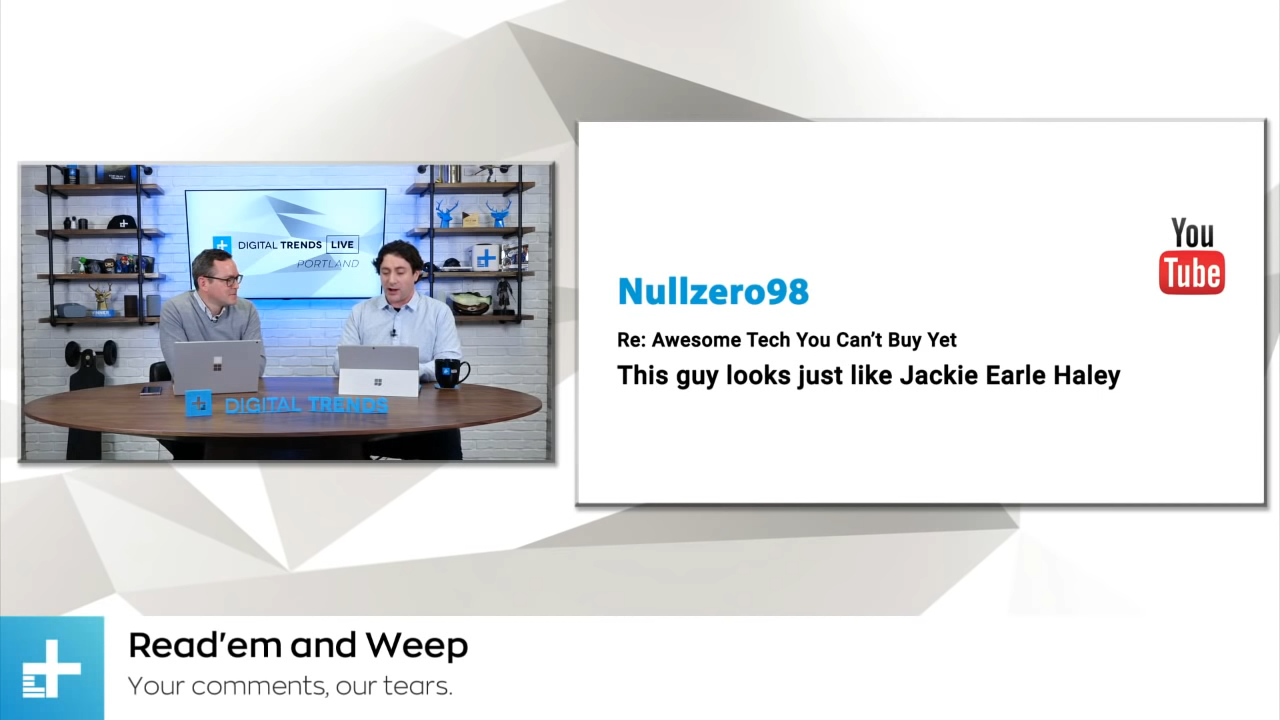 DIGITAL TRENDS LIVE
PORTLAND
DIGITAL TRENDS
You
Tube
Nullzero98
Re: Awesome Tech You Can’t Buy Yet
This guy looks just like Jackie Earle Haley
Read'em and Weep
Your comments, our tears.